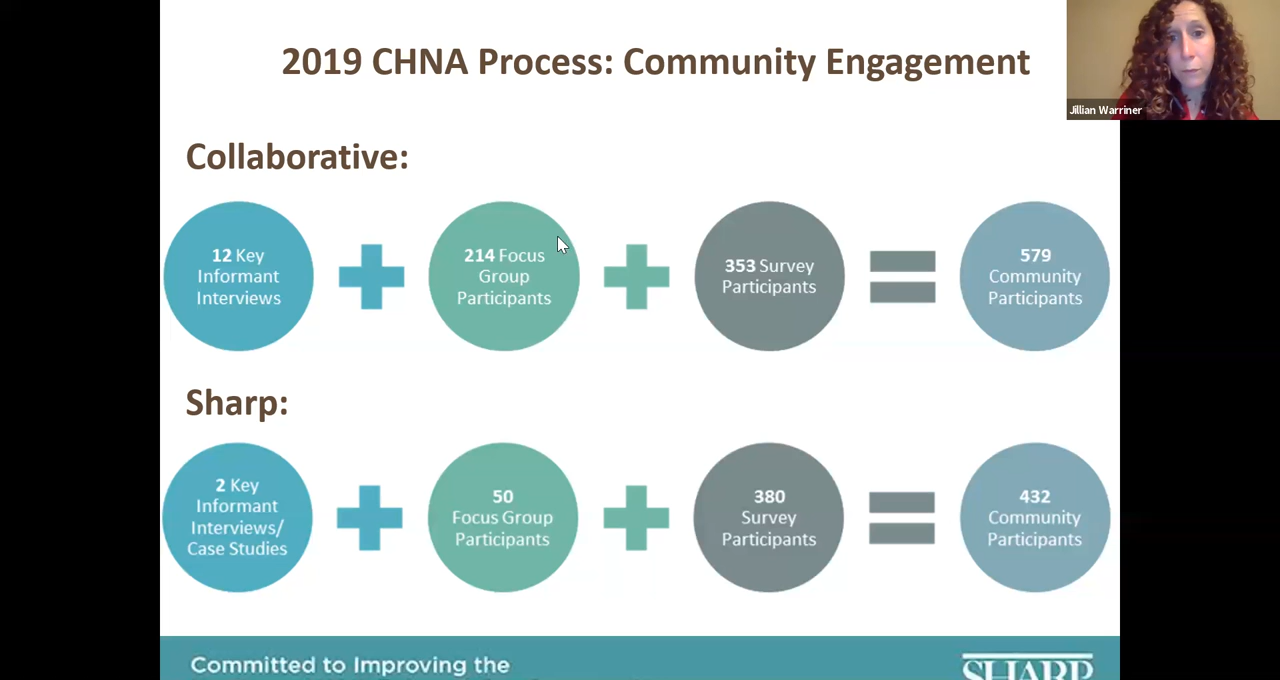 2019 CHNA Process: Community Engagement
Jillian Warriner
Collaborative:
12 Key
Informant
Interviews
214 Focus
Group
Participants
353 Survey
Participants
579
Community
Participants
Sharp:
2 Key
Informant
Interviews/
Case Studies
50
Focus Group
Participants
380
Survey
Participants
432
Community
Participants
Committed to Improving the
SHARP